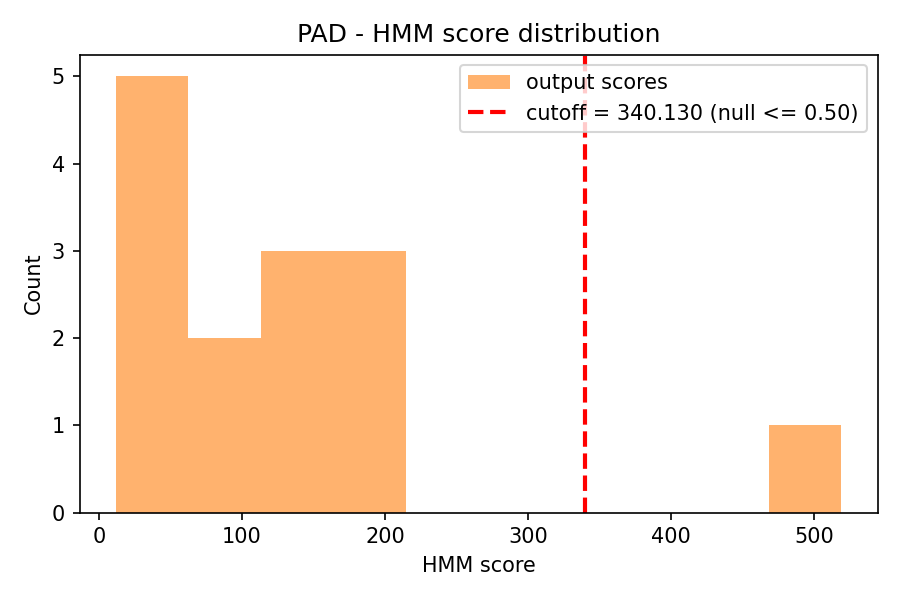 PAD - HMM score distribution
output scores
cutoff = 340.130 (null <= 0.50)
5
4
3
2
1
0
Count
0 100 200 300 400 500
HMM score